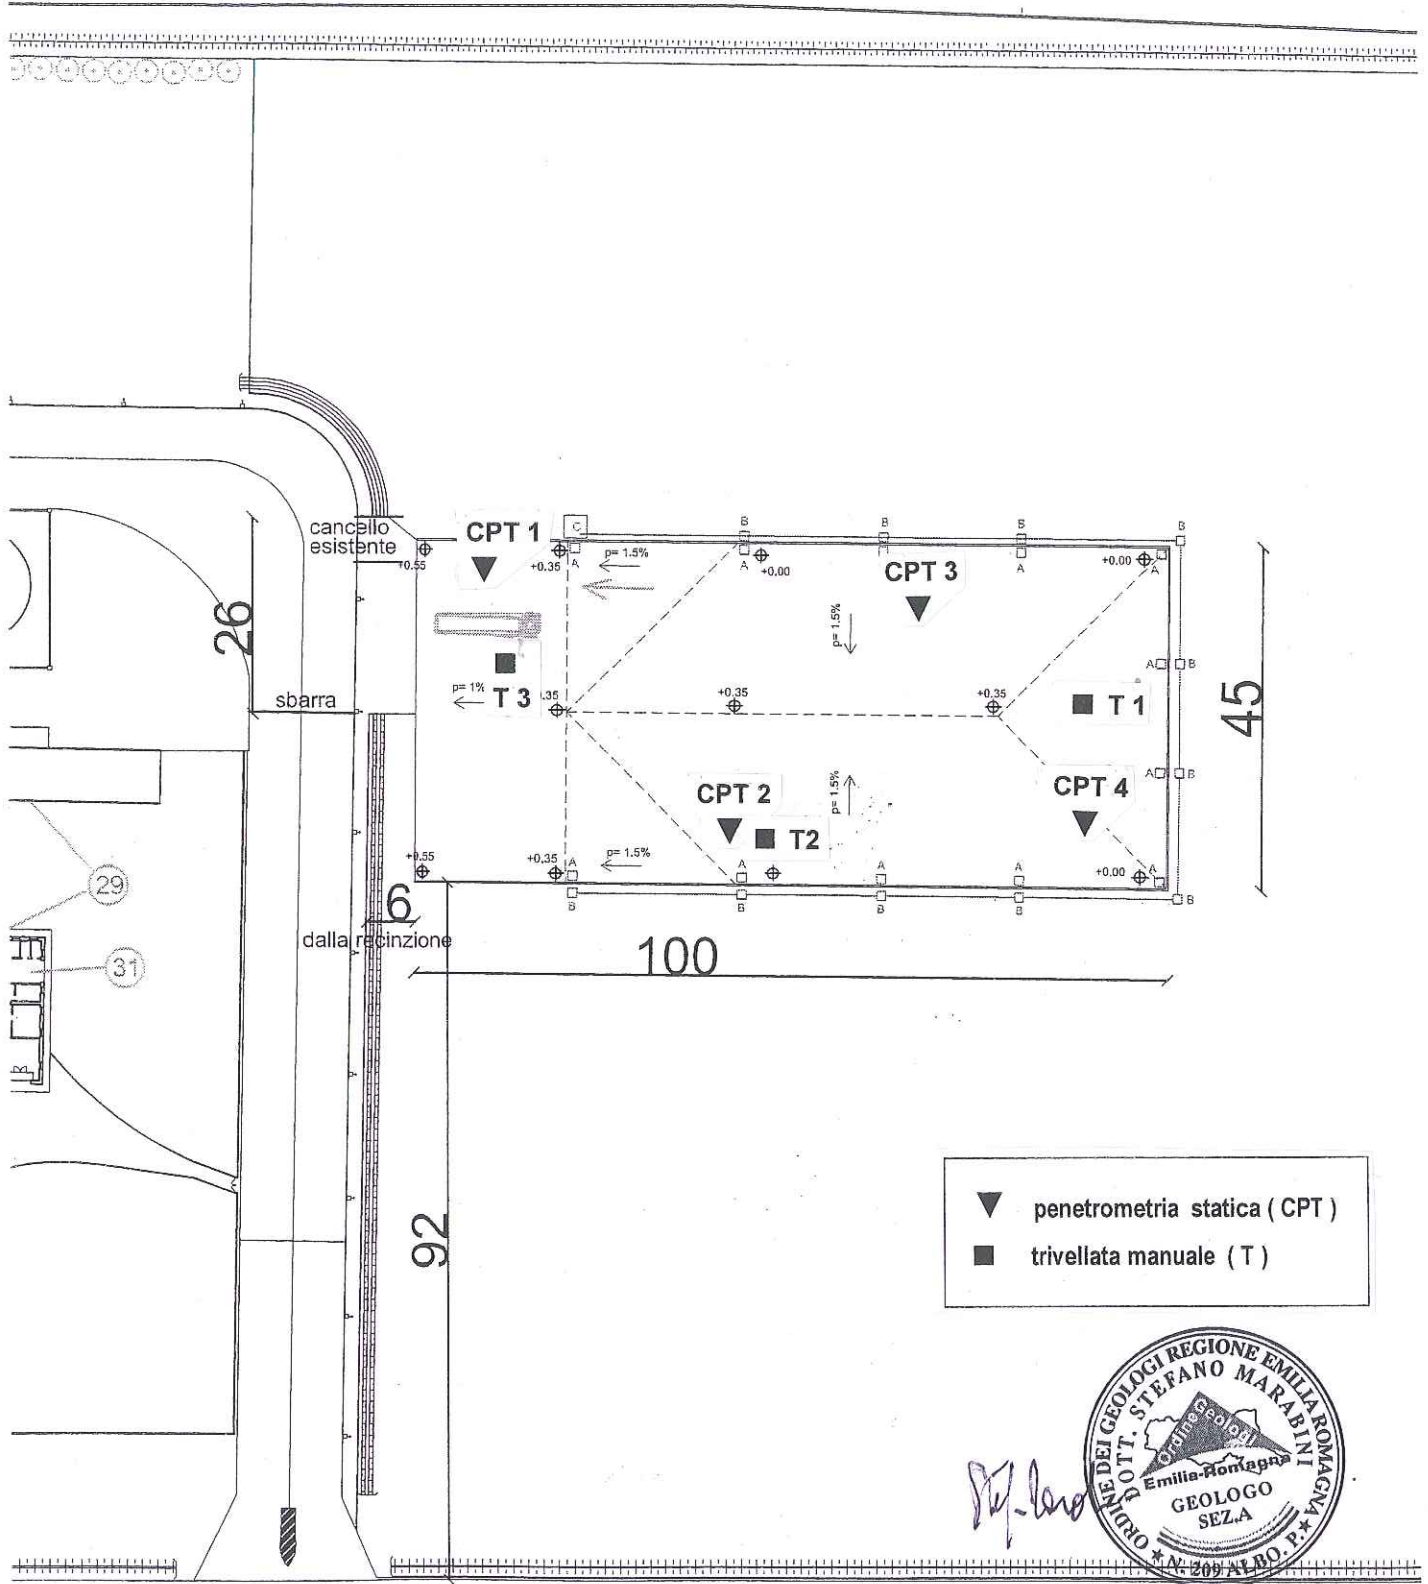 cancello
esistente
CPT 1
C
B
B
B
B
+0.55
+0.35
A
p= 1.5%
A
+0.00
CPT 3
A
+0.00
A
26
p= 1.5%
A
B
sbarra
p= 1%
T 3
+0.35
+0.35
T 1
45
A
B
CPT 2
p= 1.5%
CPT 4
T2
+0.55
+0.35
A
p= 1.5%
A
A
A
+0.00
A
29
6
B
B
B
B
B
dalla recinzione
31
100
92
penetrometria statica ( CPT )
trivellata manuale ( T )
ORDINE DEI GEOLOGI REGIONE EMILIA ROMAGNA
DOTT. STEFANO MARABINI
OrdineGeologi
Emilia-Romagna
GEOLOGO
SEZ.A
N. 209 ALBO. P.